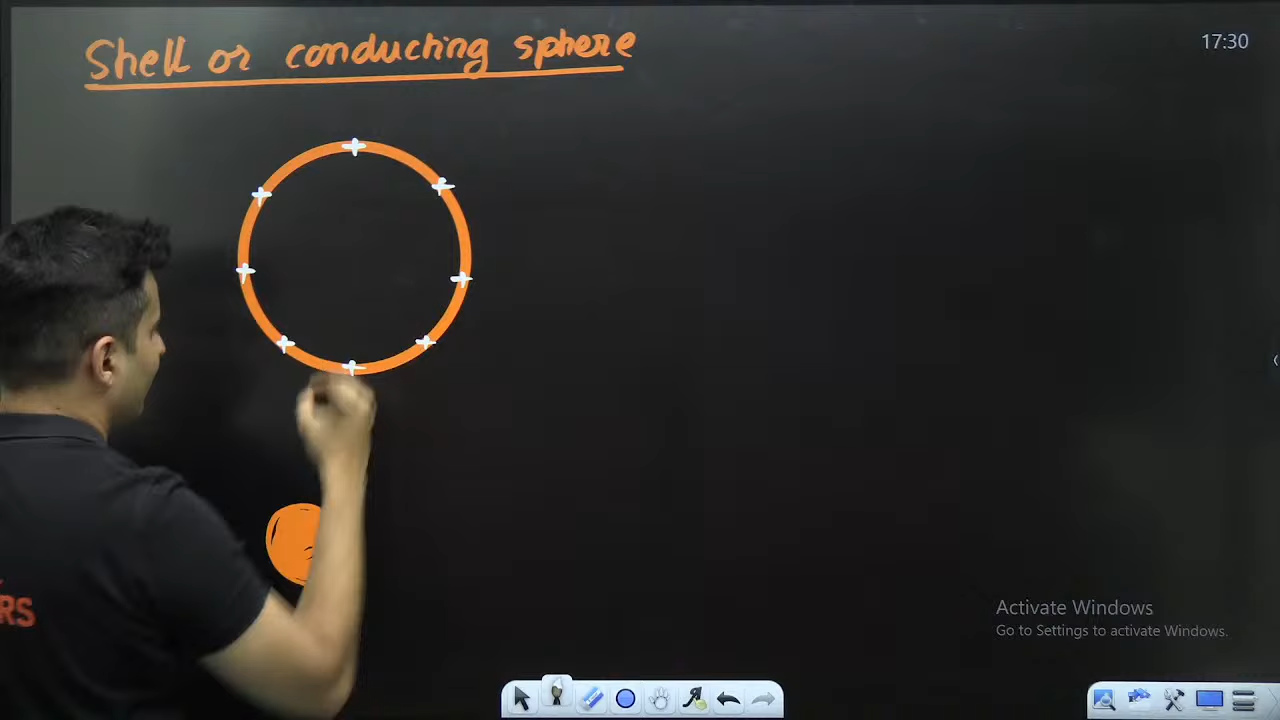 Shell or conducting sphere
17:30
RS
Activate Windows
Go to Settings to activate Windows.